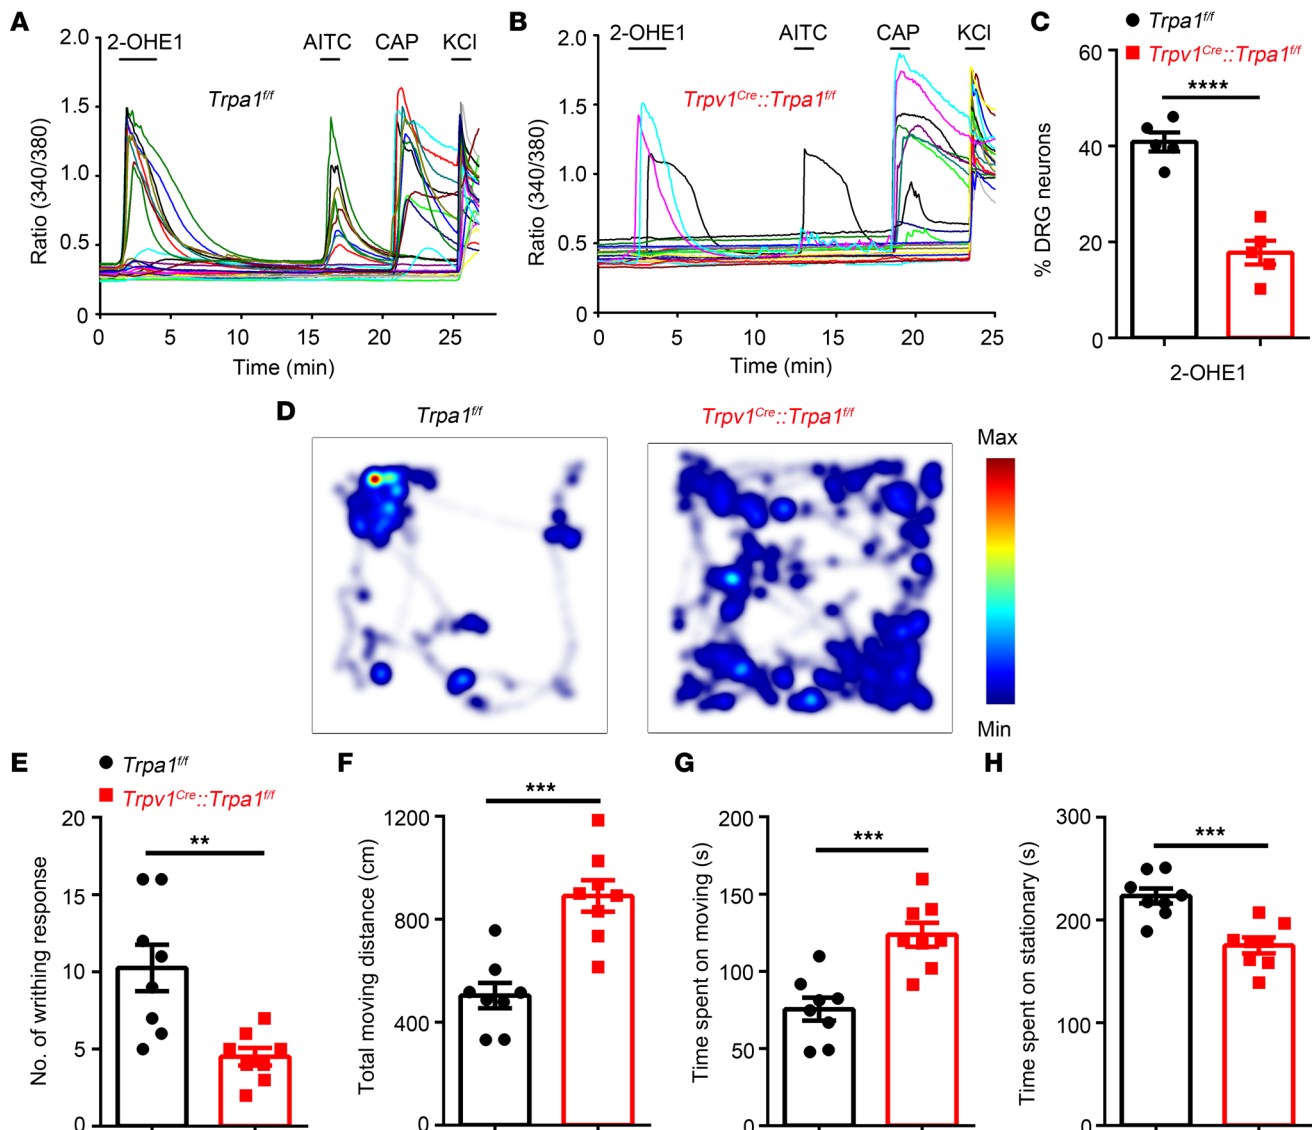 A
2-OHE1 AITC CAP KCl
Trpa1f/f
Ratio (340/380)
2.0
1.5
1.0
0.5
0
0 5 10 15 20 25
Time (min)
B
2-OHE1 AITC CAP KCl
Trpv1Cre::Trpa1f/f
Ratio (340/380)
2.0
1.5
1.0
0.5
0
0 5 10 15 20 25
Time (min)
C
Trpa1f/f
Trpv1Cre::Trpa1f/f
****
% DRG neurons
60
40
20
0
2-OHE1
D
Trpa1f/f
Trpv1Cre::Trpa1f/f
Max
Min
E
Trpa1f/f
Trpv1Cre::Trpa1f/f
**
No. of writhing response
20
15
10
5
0
F
***
Total moving distance (cm)
1200
800
400
0
G
***
Time spent on moving (s)
200
150
100
50
0
H
***
Time spent on stationary (s)
300
200
100
0